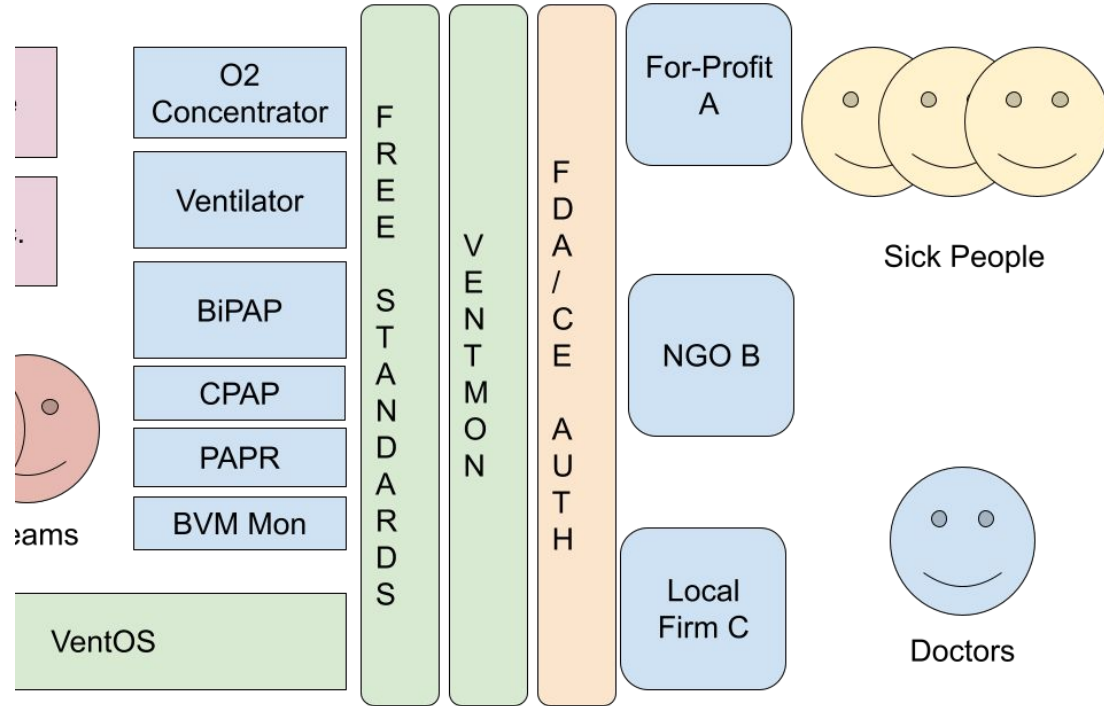 O2
Concentrator
Ventilator
BiPAP
CPAP
PAPR
BVM Mon
VentOS
FREE STANDARDS
VENTMON
FDA/CE AUTH
For-Profit
A
NGO B
Local
Firm C
Sick People
Doctors